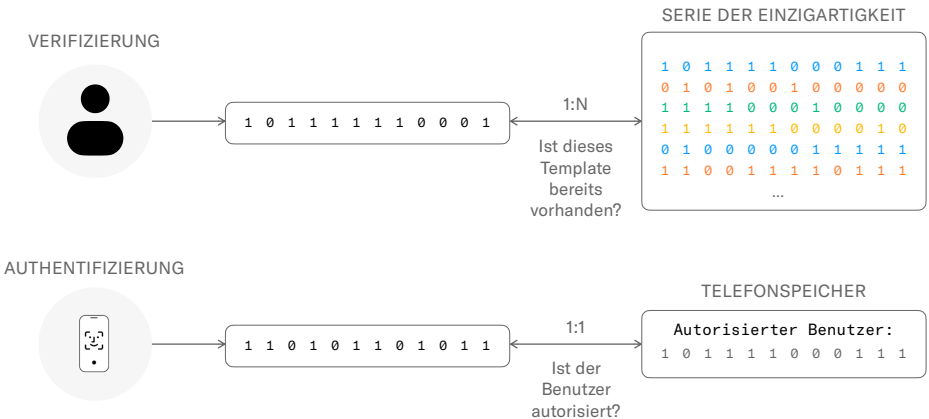 SERIE DER EINZIGARTIGKEIT
VERIFIZIERUNG
1 0 1 1 1 1 1 1 0 0 0 1
1:N
Ist dieses
Template
bereits
vorhanden?
1 0 1 1 1 1 0 0 0 1 1 1
0 1 0 1 0 0 1 0 0 0 0 0
1 1 1 1 0 0 0 1 0 0 0 0
1 1 1 1 1 1 0 0 0 0 1 0
0 1 0 0 0 0 0 1 1 1 1 1
1 1 0 0 1 1 1 1 0 1 1 1
...
AUTHENTIFIZIERUNG
1 1 0 1 0 1 1 0 1 0 1 1
1:1
Ist der
Benutzer
autorisiert?
TELEFONSPEICHER
Autorisierter Benutzer:
1 0 1 1 1 1 0 0 0 1 1 1